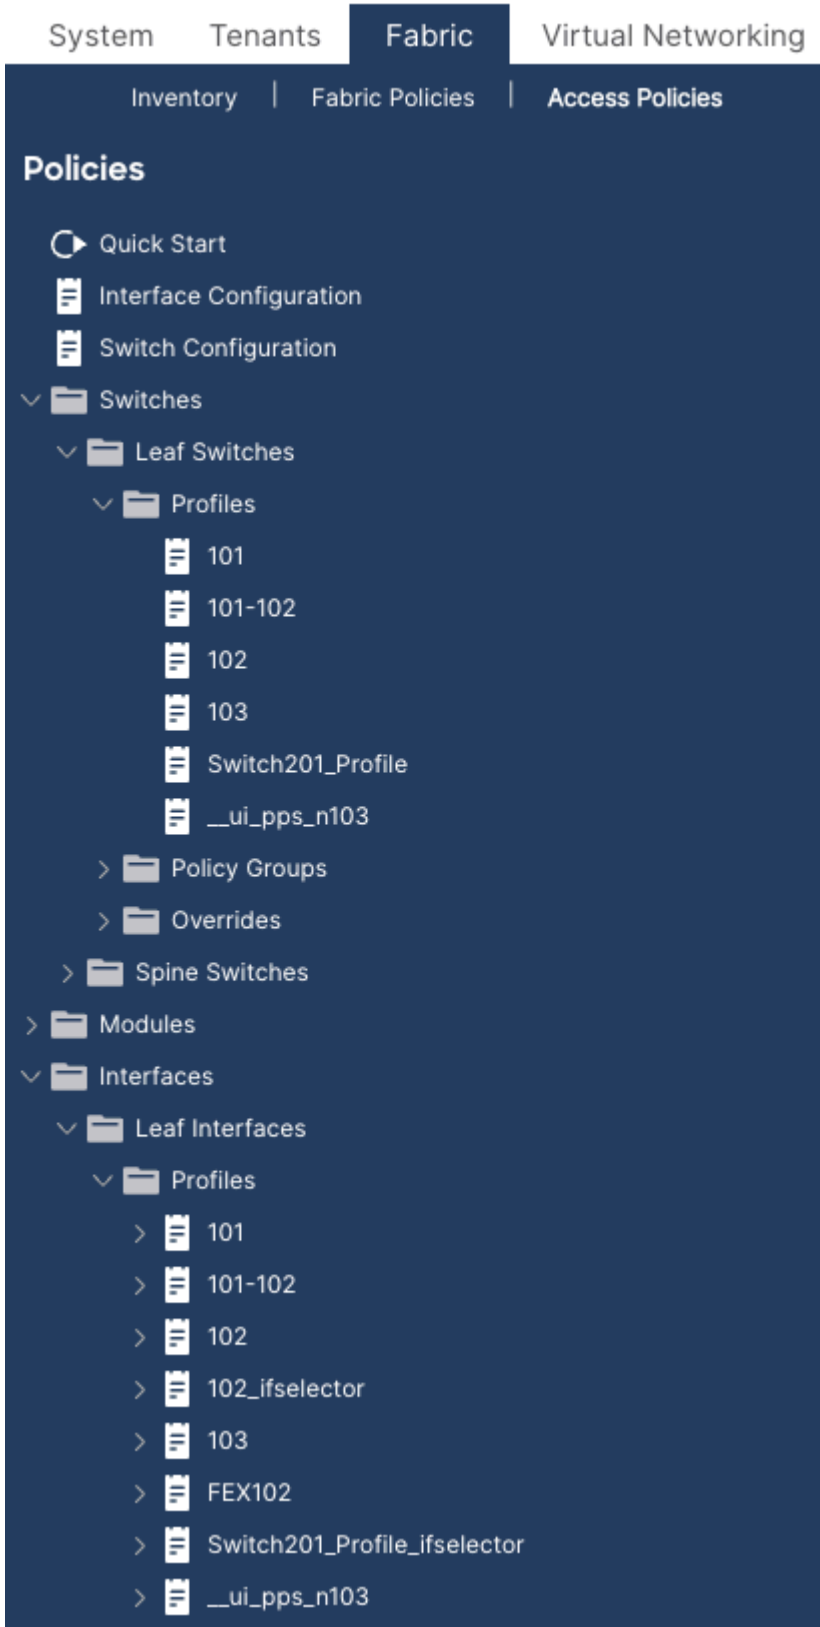 System Tenants Fabric Virtual Networking
Inventory | Fabric Policies | Access Policies
Policies
Quick Start
Interface Configuration
Switch Configuration
Switches
Leaf Switches
Profiles
101
101-102
102
103
Switch201_Profile
__ui_pps_n103
Policy Groups
Overrides
Spine Switches
Modules
Interfaces
Leaf Interfaces
Profiles
101
101-102
102
102_ifselector
103
FEX102
Switch201_Profile_ifselector
__ui_pps_n103